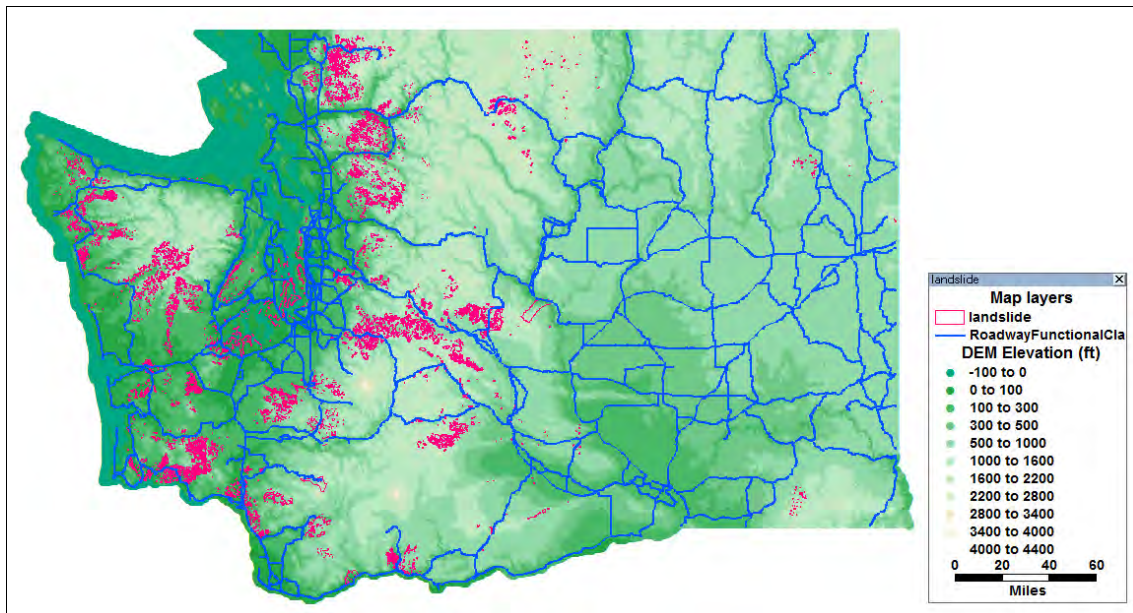 landslide
Map layers
landslide
RoadwayFunctionalCla
DEM Elevation (ft)
-100 to 0
0 to 100
100 to 300
300 to 500
500 to 1000
1000 to 1600
1600 to 2200
2200 to 2800
2800 to 3400
3400 to 4000
4000 to 4400
0 20 40 60
Miles